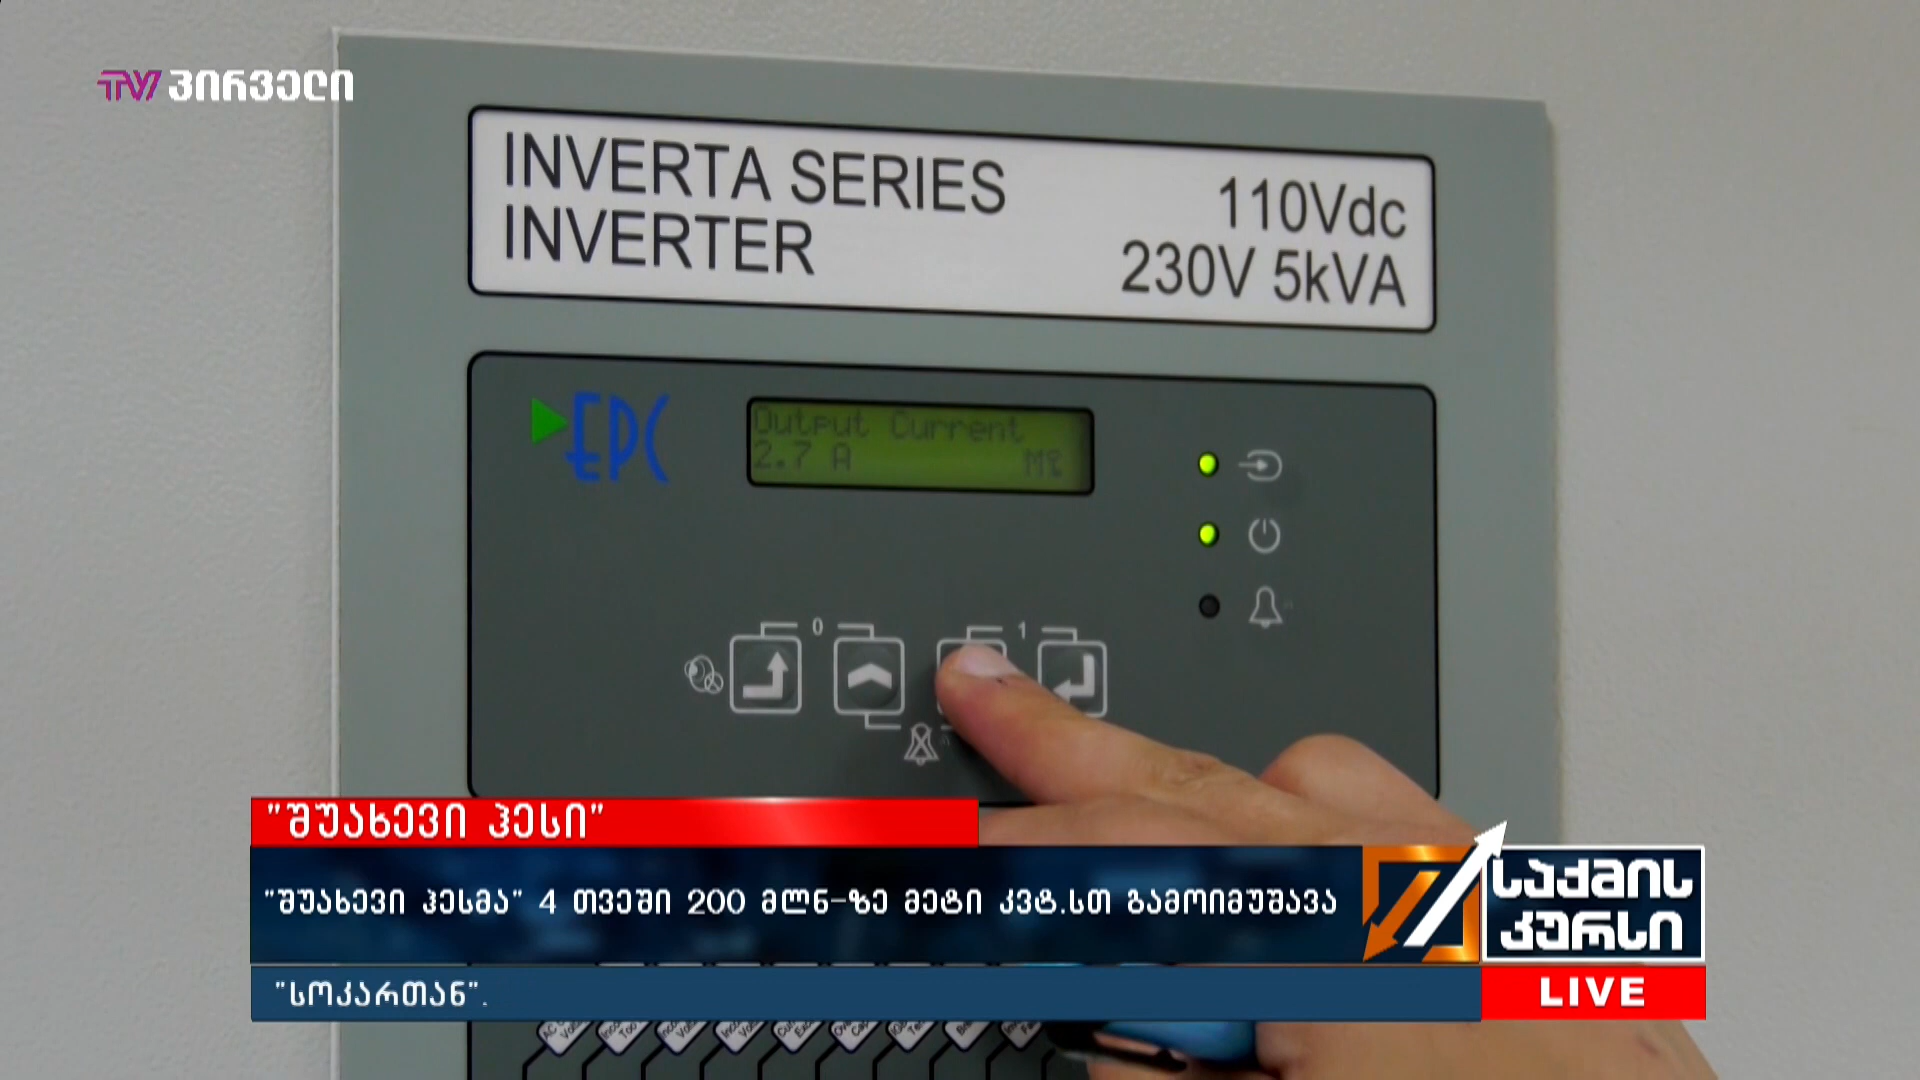 TV ᲞᲘᲠᲕᲔᲚᲘ
INVERTA SERIES
INVERTER
110Vdc
230V 5kVA
EPC
Output Current
2.7 A
0
1
"ᲨᲣᲐᲮᲔᲕᲘ ᲰᲔᲡᲘ"
"ᲨᲣᲐᲮᲔᲕᲘ ᲰᲔᲡᲛᲐ" 4 ᲗᲕᲔᲨᲘ 200 ᲛᲚᲜ-ᲖᲔ ᲛᲔᲢᲘ ᲙᲕᲢ.ᲡᲗ ᲒᲐᲛᲝᲘᲛᲣᲨᲐᲕᲐ
ᲡᲐᲥᲛᲘᲡ
ᲙᲣᲠᲡᲘ
"ᲡᲝᲙᲐᲠᲗᲐᲜ".
LIVE